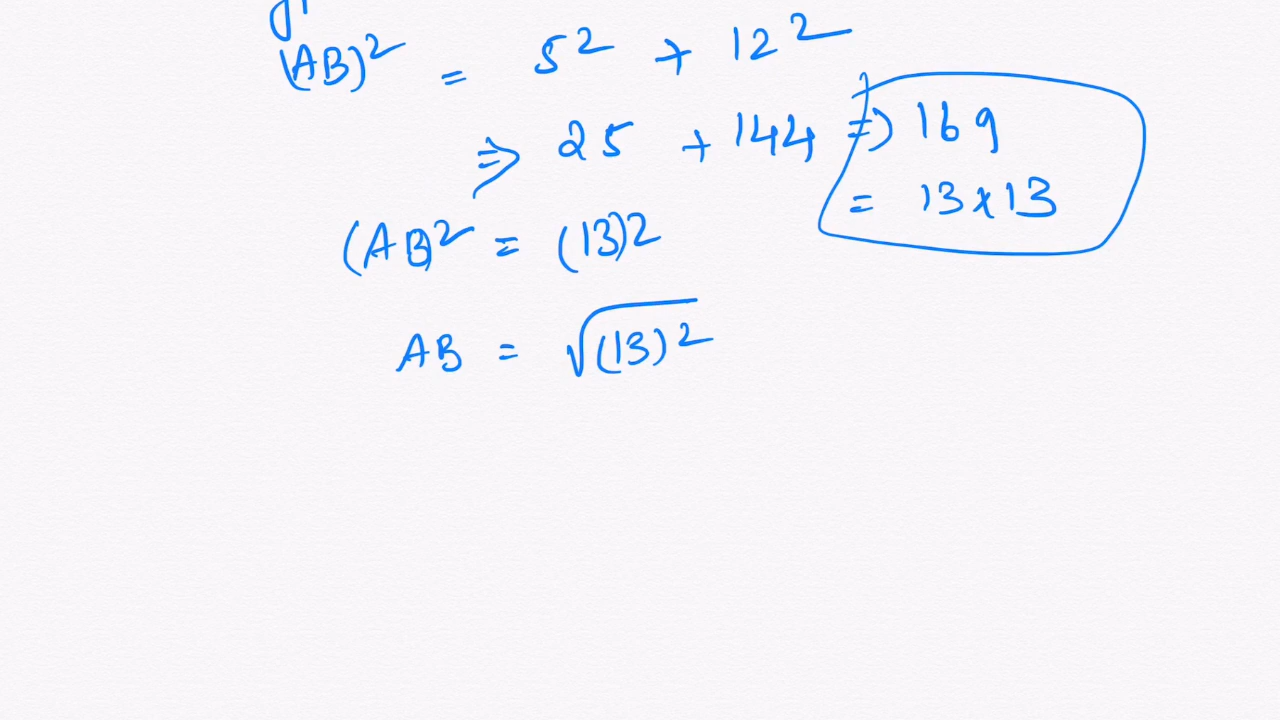 (AB)² = 5² + 12²
⇒ 25 + 144 ⇒ 169
= 13 × 13
(AB)² = (13)2
AB = √(13)²